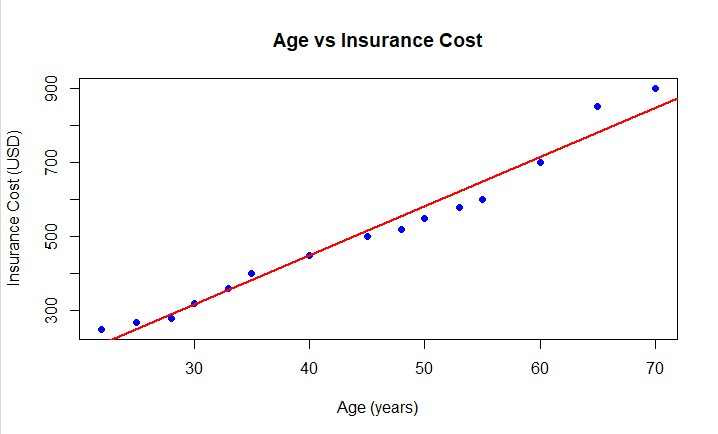 Age vs Insurance Cost
Insurance Cost (USD)
900
700
500
300
30 40 50 60 70
Age (years)